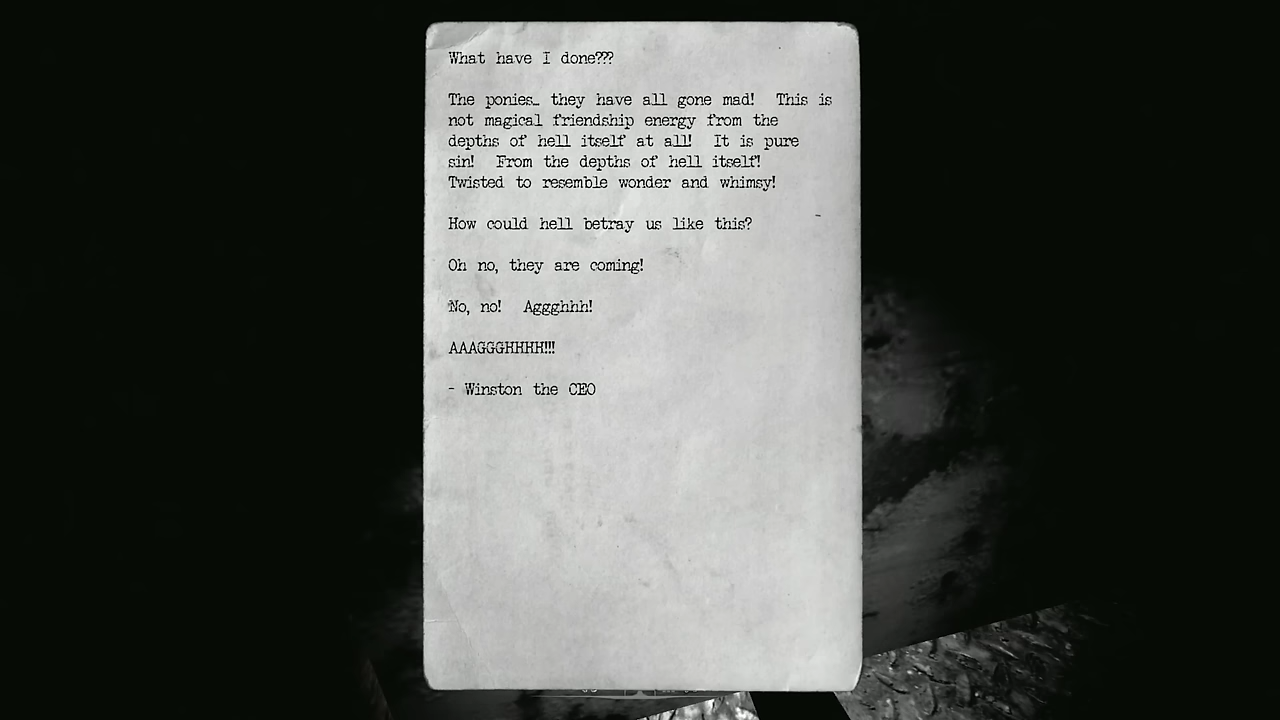 What have I done???
The ponies… they have all gone mad!  This is
not magical friendship energy from the
depths of hell itself at all!  It is pure
sin!  From the depths of hell itself!
Twisted to resemble wonder and whimsy!
How could hell betray us like this?
Oh no, they are coming!
No, no!  Aggghhh!
AAAGGGHHHH!!!
- Winston the CEO